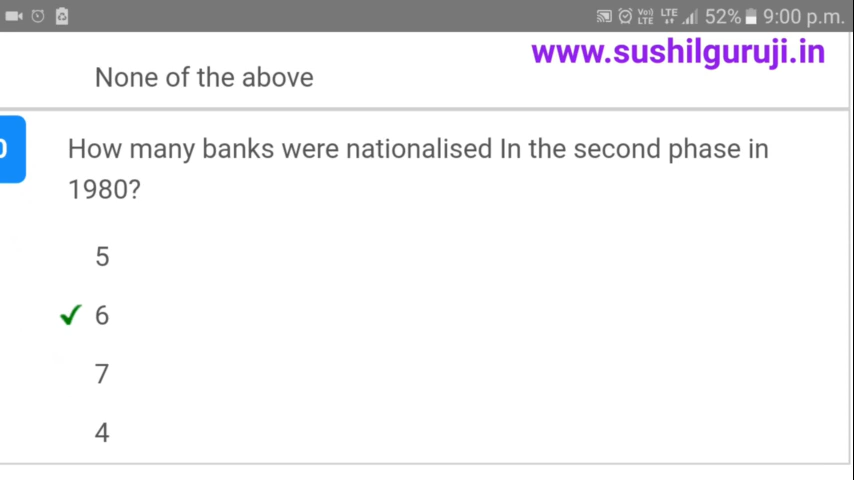 52% 9:00 p.m.
www.sushilguruji.in
None of the above
How many banks were nationalised In the second phase in
1980?
5
6
7
4